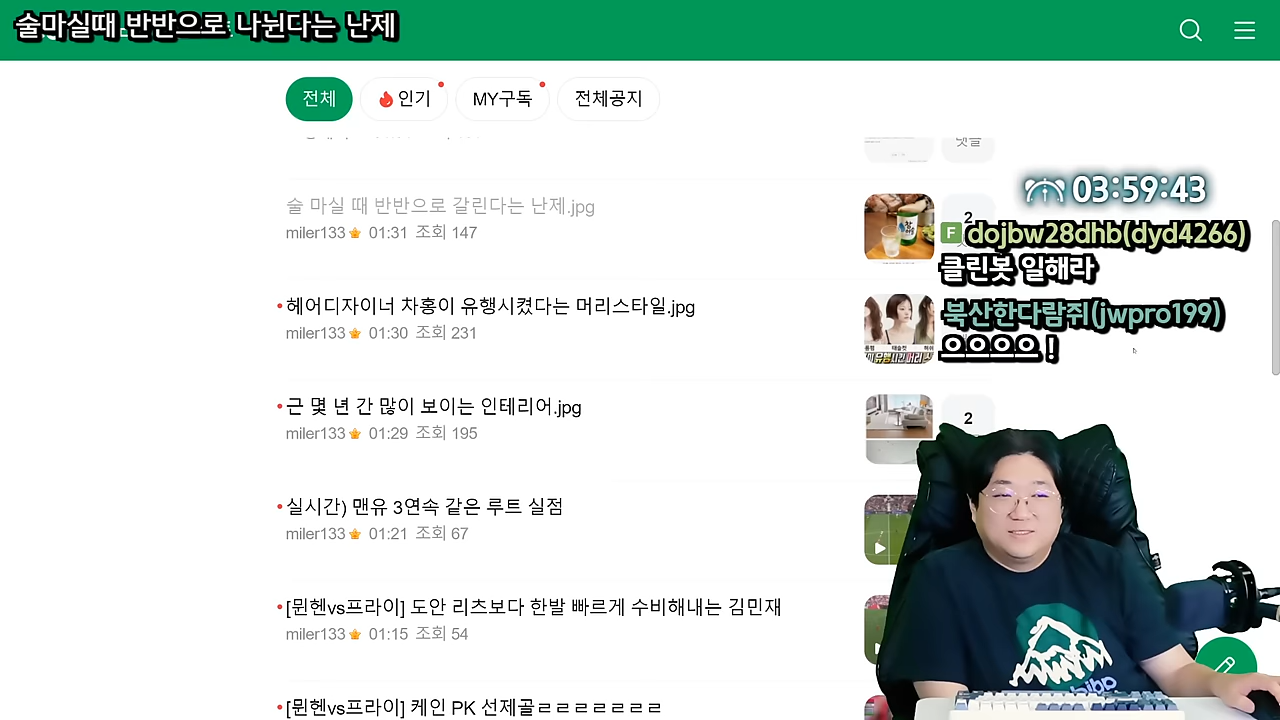 술마실때 반반으로 나뉜다는 난제
전체
인기
MY구독
전체공지
댓글
술 마실 때 반반으로 갈린다는 난제.jpg
miler133 01:31 조회 147
2
03:59:43
F dojbw28dhb(dyd4266)
클린봇 일해라
북산한다람쥐(jwpro199)
으으으으 !
헤어디자이너 차홍이 유행시켰다는 머리스타일.jpg
miler133 01:30 조회 231
근 몇 년 간 많이 보이는 인테리어.jpg
miler133 01:29 조회 195
2
실시간) 맨유 3연속 같은 루트 실점
miler133 01:21 조회 67
[뮌헨vs프라이] 도안 리츠보다 한발 빠르게 수비해내는 김민재
miler133 01:15 조회 54
[뮌헨vs프라이] 케인 PK 선제골ㄹㄹㄹㄹㄹㄹㄹ